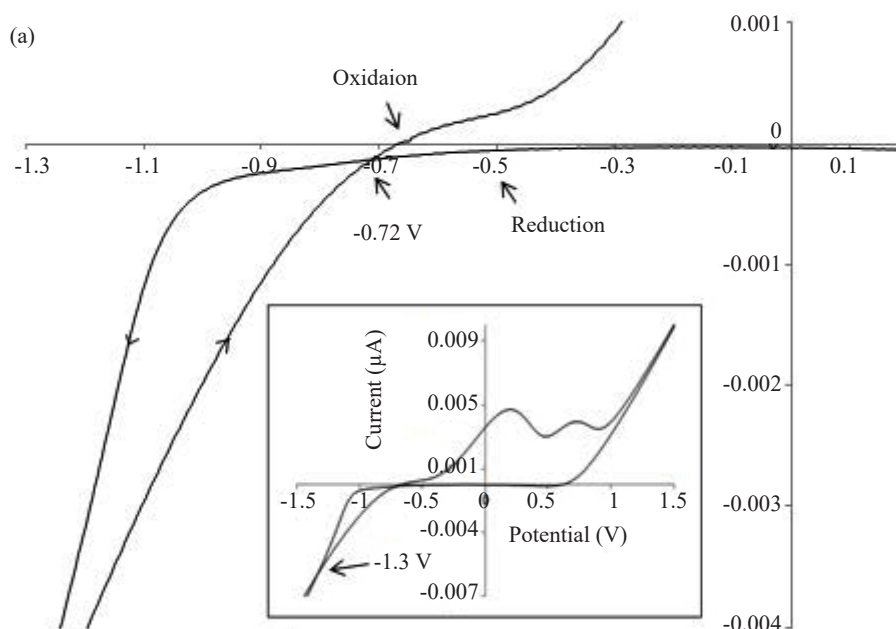 (a)
0.001
Oxidaion
0
-1.3 -1.1 -0.9 -0.7 -0.5 -0.3 -0.1 0.1
-0.72 V
Reduction
-0.001
-0.002
-0.003
-0.004
Current (μA)
0.009
0.005
0.001
-1.5 -1 -0.5 0 0.5 1 1.5
-0.004
Potential (V)
-1.3 V
-0.007